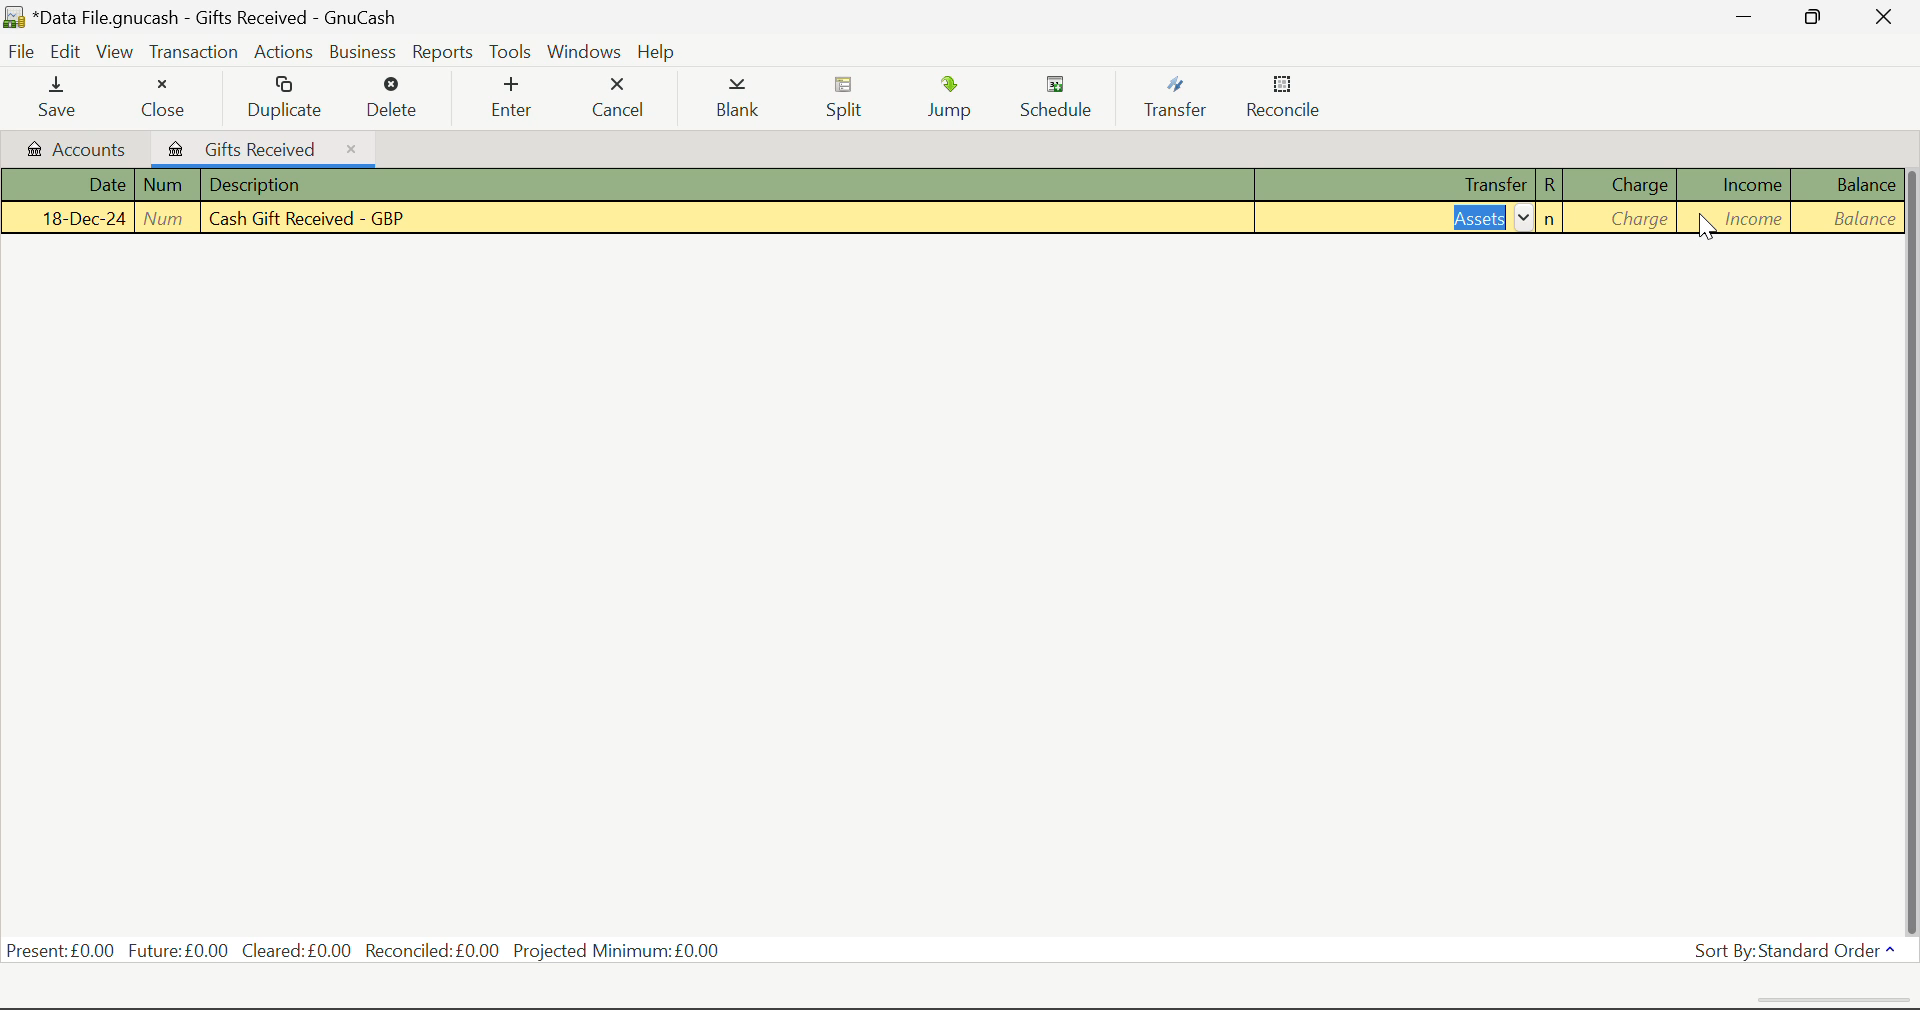 *Data File.gnucash - Gifts Received - GnuCash
File Edit View Transaction Actions Business Reports Tools Windows Help
Save Close Duplicate Delete Enter Cancel Blank Split Jump Schedule Transfer Reconcile
Accounts Gifts Received
Date Num Description Transfer R Charge Income Balance
18-Dec-24 Num Cash Gift Received - GBP Assets n Charge Income Balance
Present:£0.00 Future:£0.00 Cleared:£0.00 Reconciled:£0.00 Projected Minimum:£0.00 Sort By:Standard Order